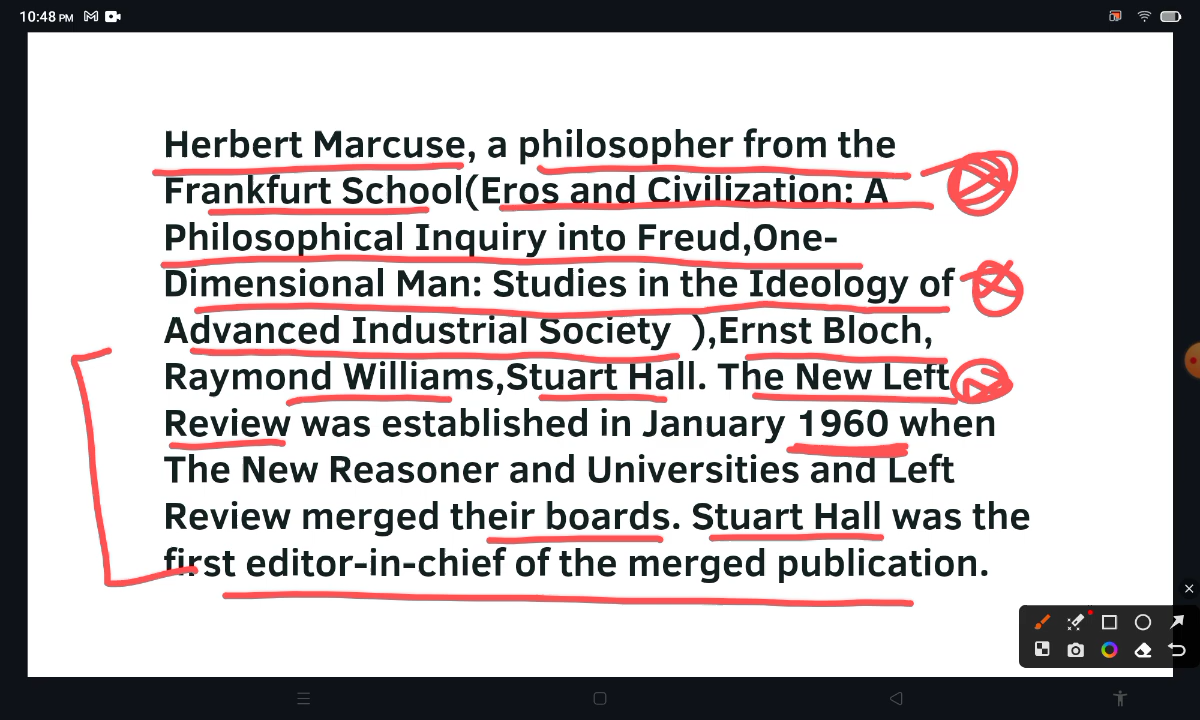 10:48 PM
Herbert Marcuse, a philosopher from the
Frankfurt School(Eros and Civilization: A
Philosophical Inquiry into Freud,One-
Dimensional Man: Studies in the Ideology of
Advanced Industrial Society ),Ernst Bloch,
Raymond Williams,Stuart Hall. The New Left
Review was established in January 1960 when
The New Reasoner and Universities and Left
Review merged their boards. Stuart Hall was the
first editor-in-chief of the merged publication.